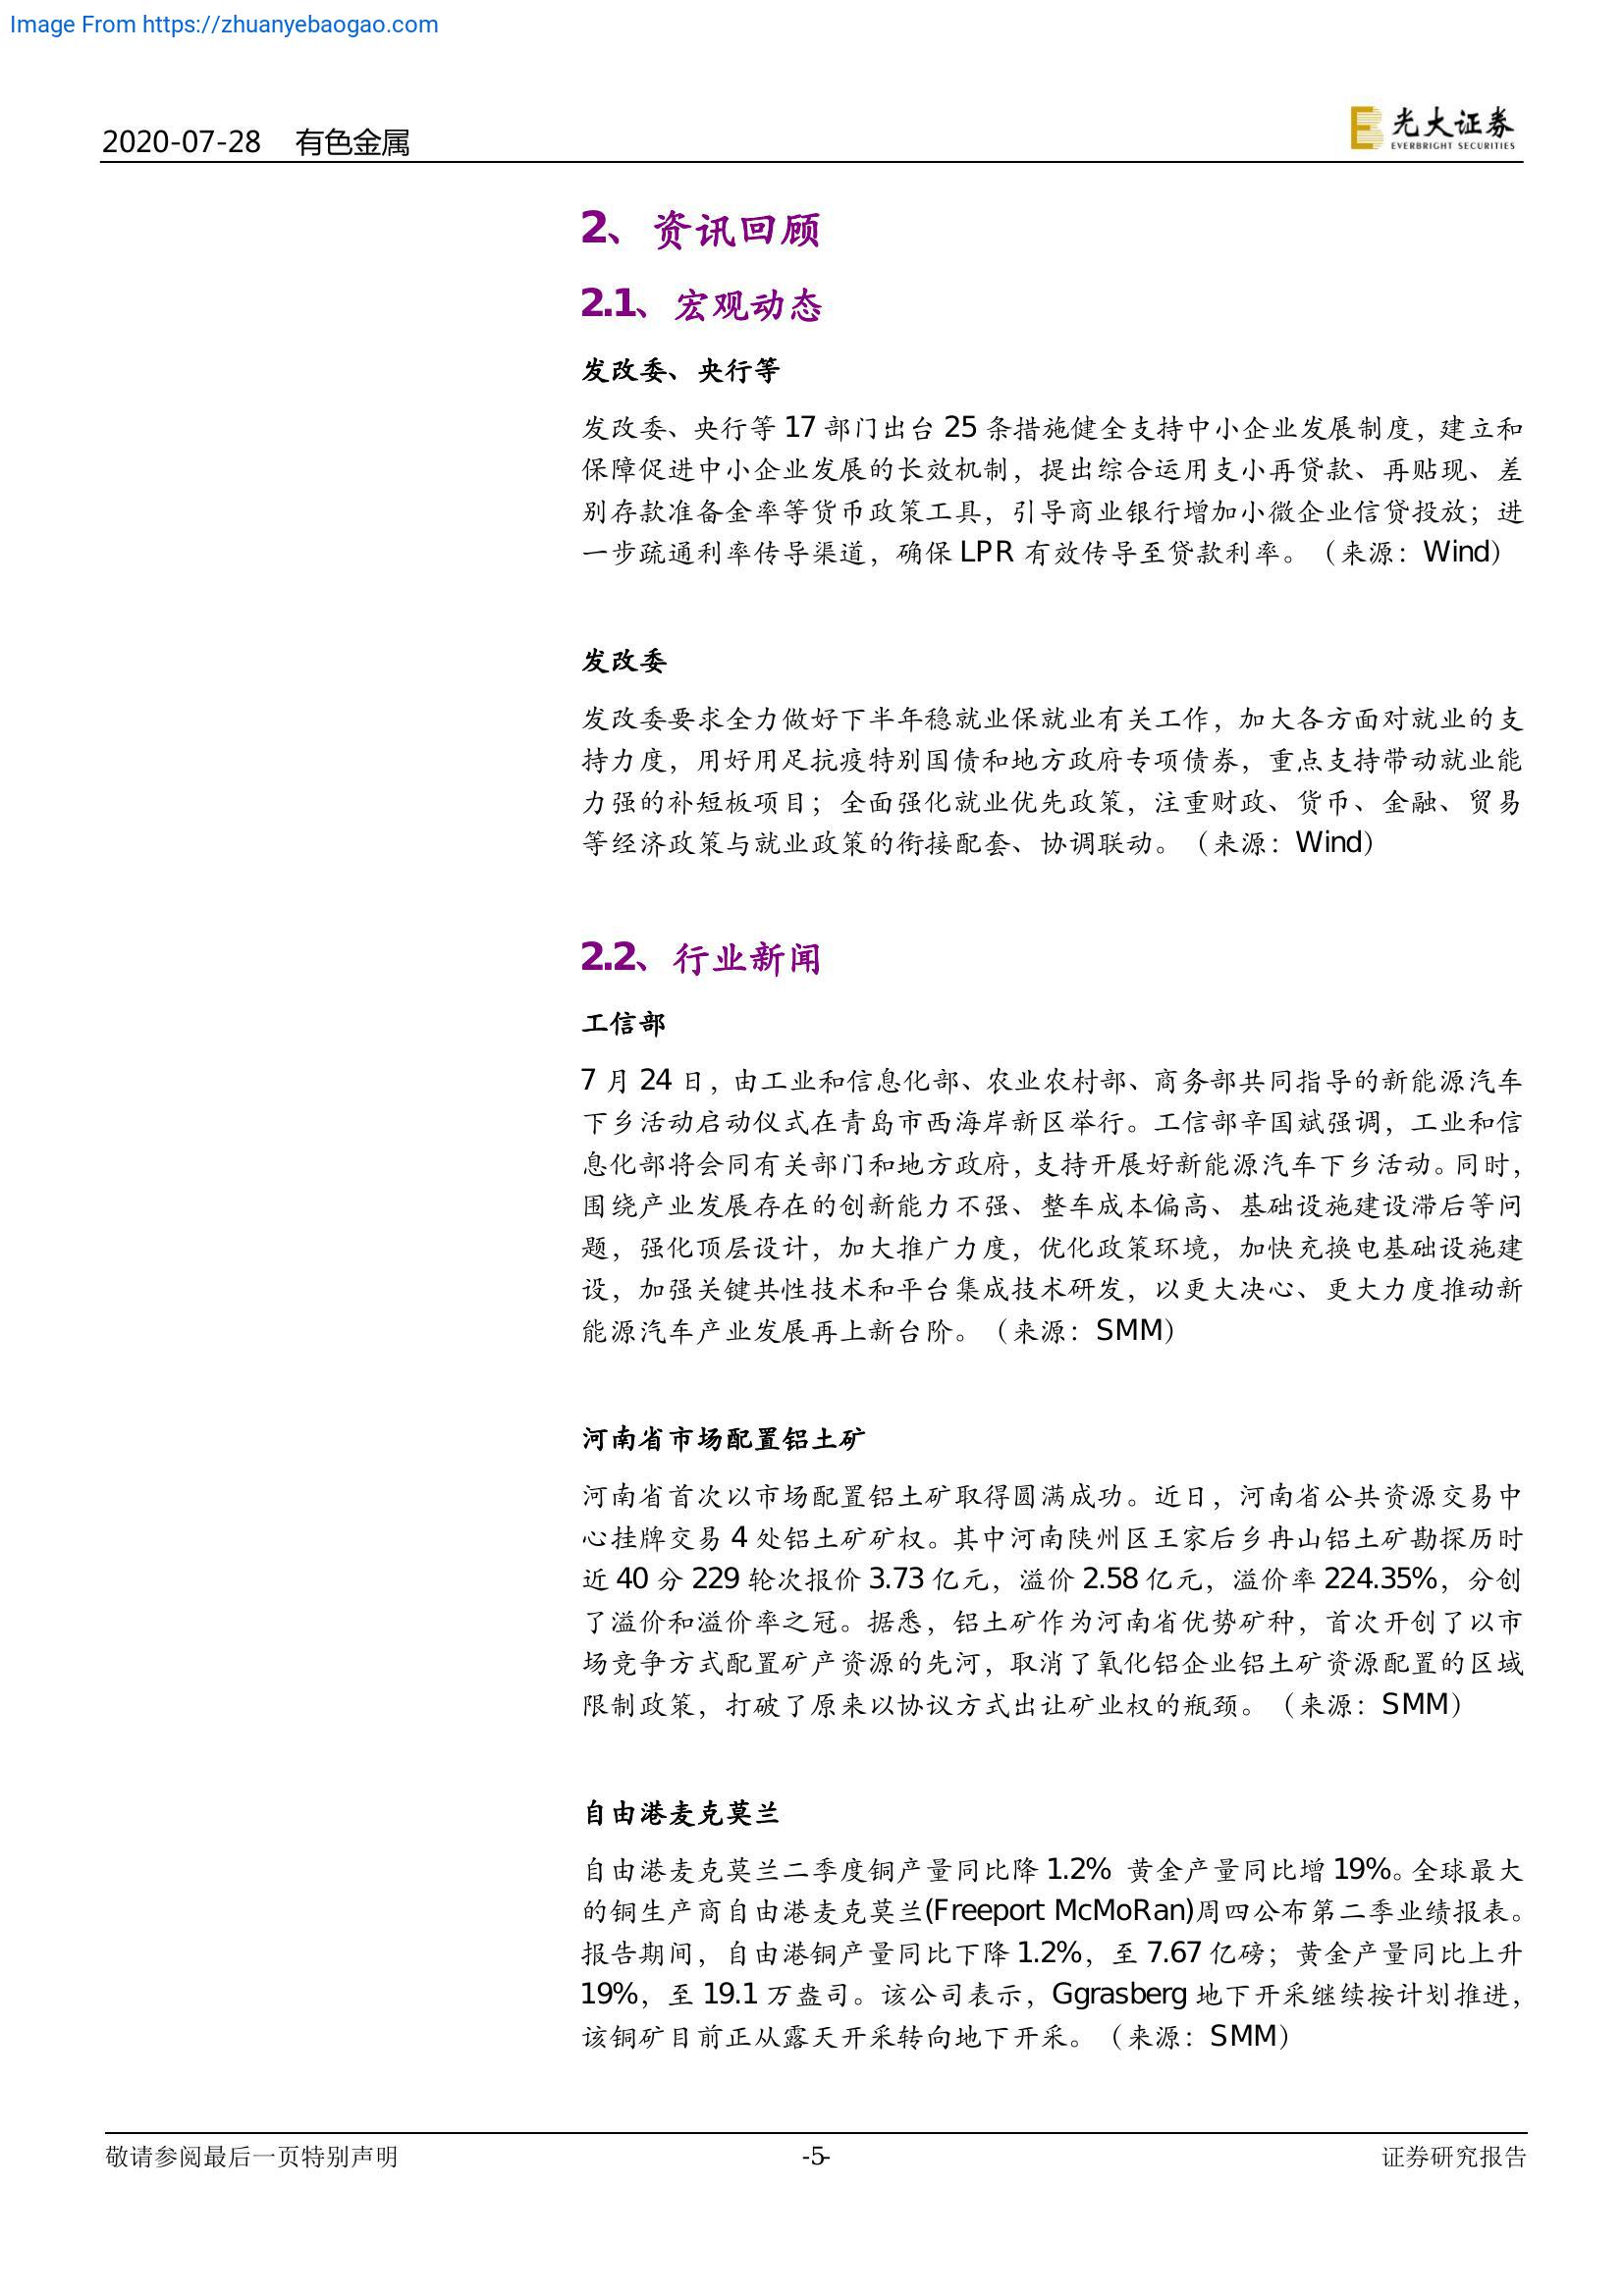 Image From https://zhuanyebaogao.com
2020-07-28 有色金属
光大证券
EVERBRIGHT SECURITIES
2、资讯回顾
2.1、宏观动态
发改委、央行等
发改委、央行等 17 部门出台 25 条措施健全支持中小企业发展制度，建立和
保障促进中小企业发展的长效机制，提出综合运用支小再贷款、再贴现、差
别存款准备金率等货币政策工具，引导商业银行增加小微企业信贷投放；进
一步疏通利率传导渠道，确保 LPR 有效传导至贷款利率。（来源：Wind）
发改委
发改委要求全力做好下半年稳就业保就业有关工作，加大各方面对就业的支
持力度，用好用足抗疫特别国债和地方政府专项债券，重点支持带动就业能
力强的补短板项目；全面强化就业优先政策，注重财政、货币、金融、贸易
等经济政策与就业政策的衔接配套、协调联动。（来源：Wind）
2.2、行业新闻
工信部
7 月 24 日，由工业和信息化部、农业农村部、商务部共同指导的新能源汽车
下乡活动启动仪式在青岛市西海岸新区举行。工信部辛国斌强调，工业和信
息化部将会同有关部门和地方政府，支持开展好新能源汽车下乡活动。同时，
围绕产业发展存在的创新能力不强、整车成本偏高、基础设施建设滞后等问
题，强化顶层设计，加大推广力度，优化政策环境，加快充换电基础设施建
设，加强关键共性技术和平台集成技术研发，以更大决心、更大力度推动新
能源汽车产业发展再上新台阶。（来源：SMM）
河南省市场配置铝土矿
河南省首次以市场配置铝土矿取得圆满成功。近日，河南省公共资源交易中
心挂牌交易 4 处铝土矿矿权。其中河南陕州区王家后乡冉山铝土矿勘探历时
近 40 分 229 轮次报价 3.73 亿元，溢价 2.58 亿元，溢价率 224.35%，分创
了溢价和溢价率之冠。据悉，铝土矿作为河南省优势矿种，首次开创了以市
场竞争方式配置矿产资源的先河，取消了氧化铝企业铝土矿资源配置的区域
限制政策，打破了原来以协议方式出让矿业权的瓶颈。（来源：SMM）
自由港麦克莫兰
自由港麦克莫兰二季度铜产量同比降 1.2% 黄金产量同比增 19%。全球最大
的铜生产商自由港麦克莫兰(Freeport McMoRan)周四公布第二季业绩报表。
报告期间，自由港铜产量同比下降 1.2%，至 7.67 亿磅；黄金产量同比上升
19%，至 19.1 万盎司。该公司表示，Ggrasberg 地下开采继续按计划推进，
该铜矿目前正从露天开采转向地下开采。（来源：SMM）
敬请参阅最后一页特别声明
-5-
证券研究报告